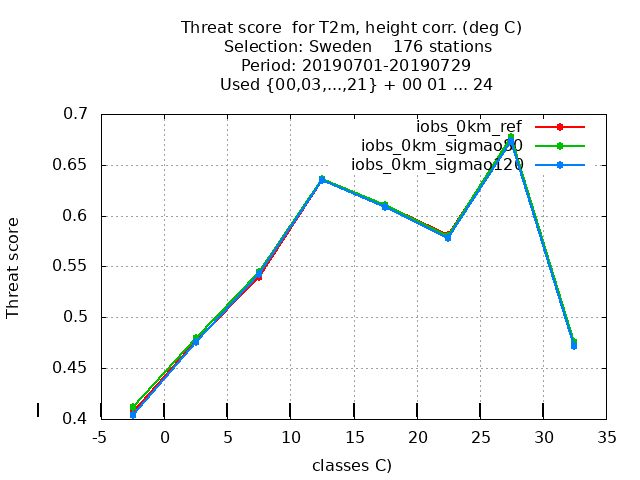 Threat score  for T2m, height corr. (deg C)
Selection: Sweden    176 stations
Period: 20190701-20190729
Used {00,03,...,21} + 00 01 ... 24
iobs_0km_ref
iobs_0km_sigmao80
iobs_0km_sigmao120
Threat score
0.7
0.65
0.6
0.55
0.5
0.45
0.4
-5
0
5
10
15
20
25
30
35
classes C)